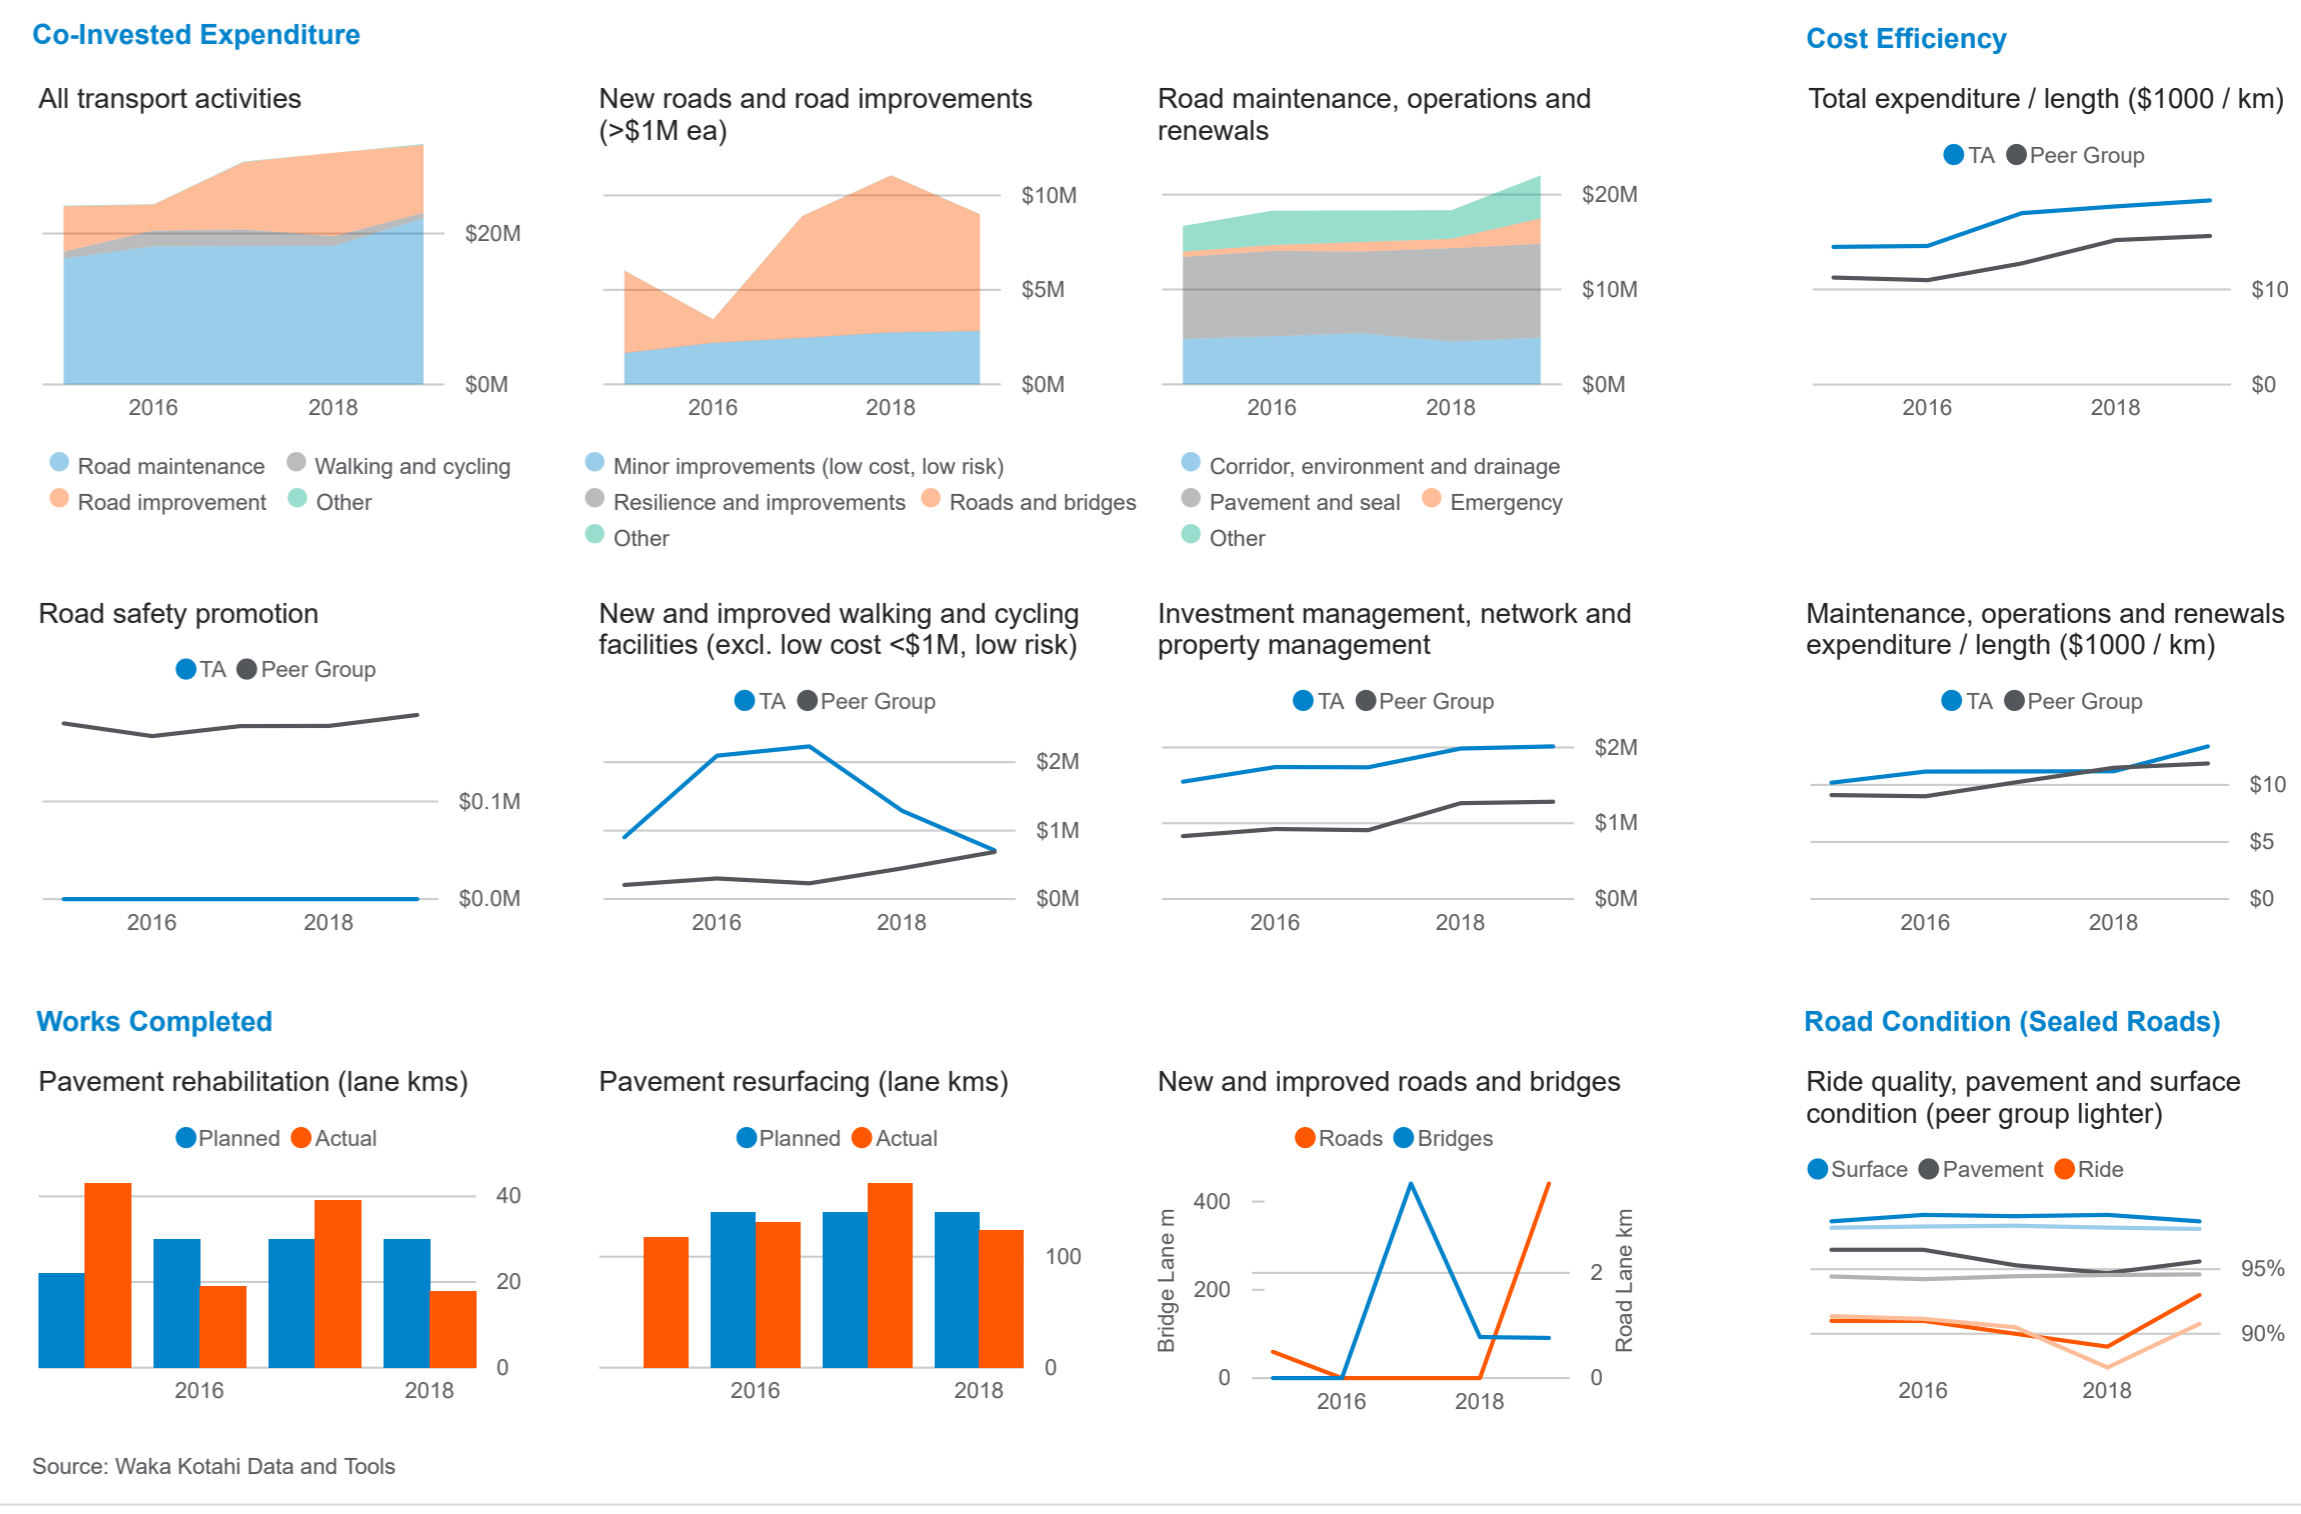 Co-Invested Expenditure
Cost Efficiency
All transport activities
$20M
$0M
2016 2018
Road maintenance Walking and cycling
Road improvement Other
New roads and road improvements
(>$1M ea)
$10M
$5M
$0M
2016 2018
Minor improvements (low cost, low risk)
Resilience and improvements Roads and bridges
Other
Road maintenance, operations and
renewals
$20M
$10M
$0M
2016 2018
Corridor, environment and drainage
Pavement and seal Emergency
Other
Total expenditure / length ($1000 / km)
TA Peer Group
$10
$0
2016 2018
Road safety promotion
TA Peer Group
$0.1M
$0.0M
2016 2018
New and improved walking and cycling
facilities (excl. low cost <$1M, low risk)
TA Peer Group
$2M
$1M
$0M
2016 2018
Investment management, network and
property management
TA Peer Group
$2M
$1M
$0M
2016 2018
Maintenance, operations and renewals
expenditure / length ($1000 / km)
TA Peer Group
$10
$5
$0
2016 2018
Works Completed
Road Condition (Sealed Roads)
Pavement rehabilitation (lane kms)
Planned Actual
40
20
0
2016 2018
Pavement resurfacing (lane kms)
Planned Actual
100
0
2016 2018
New and improved roads and bridges
Roads Bridges
Bridge Lane m
400
200
0
2
0
Road Lane km
2016 2018
Ride quality, pavement and surface
condition (peer group lighter)
Surface Pavement Ride
95%
90%
2016 2018
Source: Waka Kotahi Data and Tools